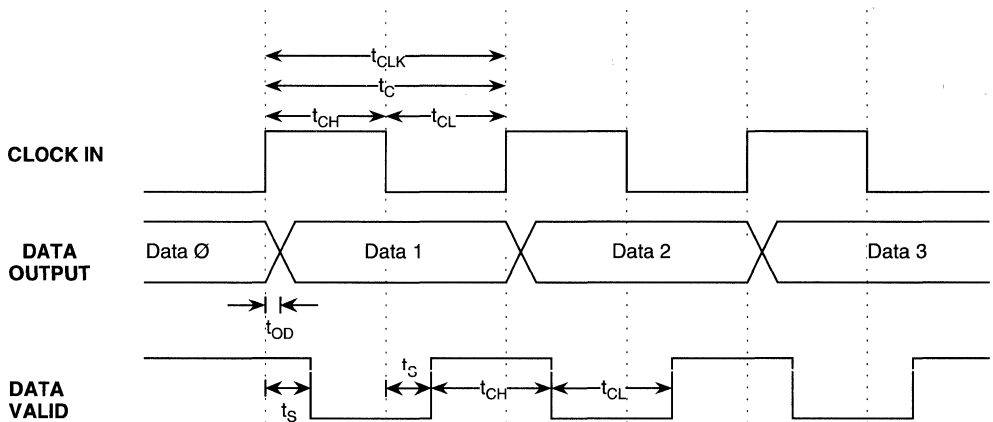 tCLK
tC
tCH tCL
CLOCK IN
DATA OUTPUT
Data Ø Data 1 Data 2 Data 3
tOD
DATA VALID
tS tS tCH tCL